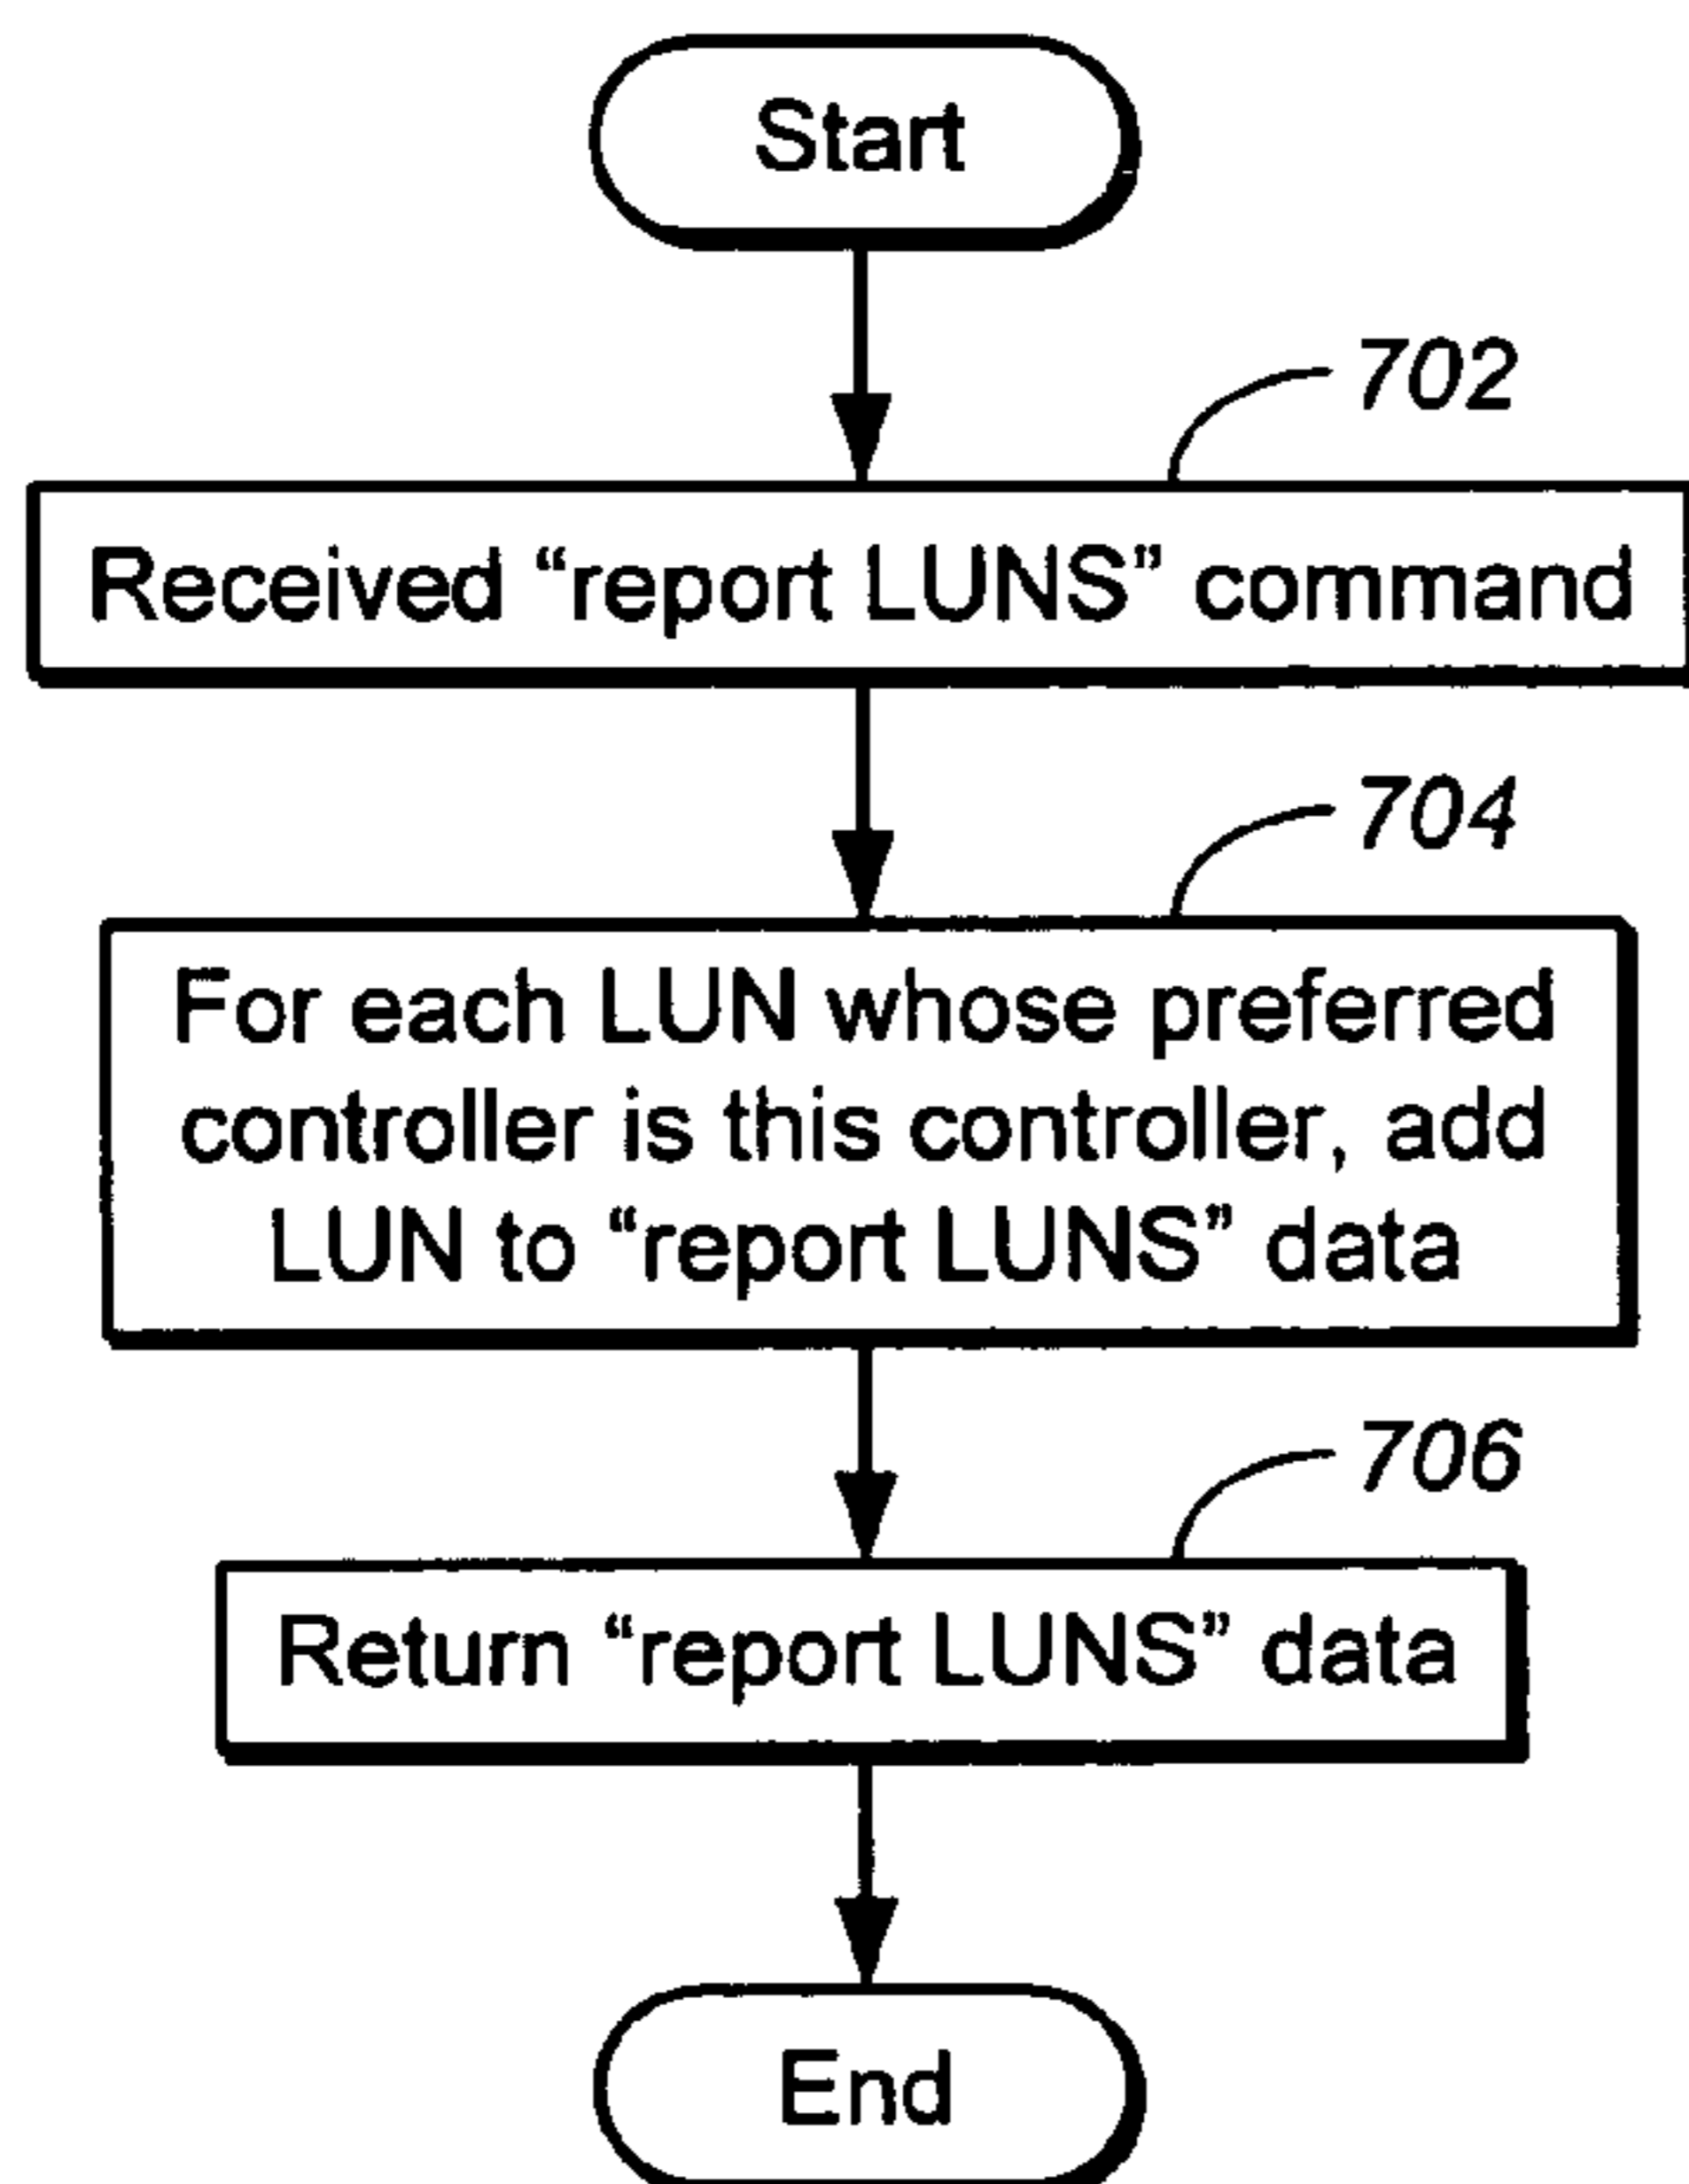 Start
702
Received “report LUNS” command
704
For each LUN whose preferred
controller is this controller, add
LUN to “report LUNS” data
706
Return “report LUNS” data
End